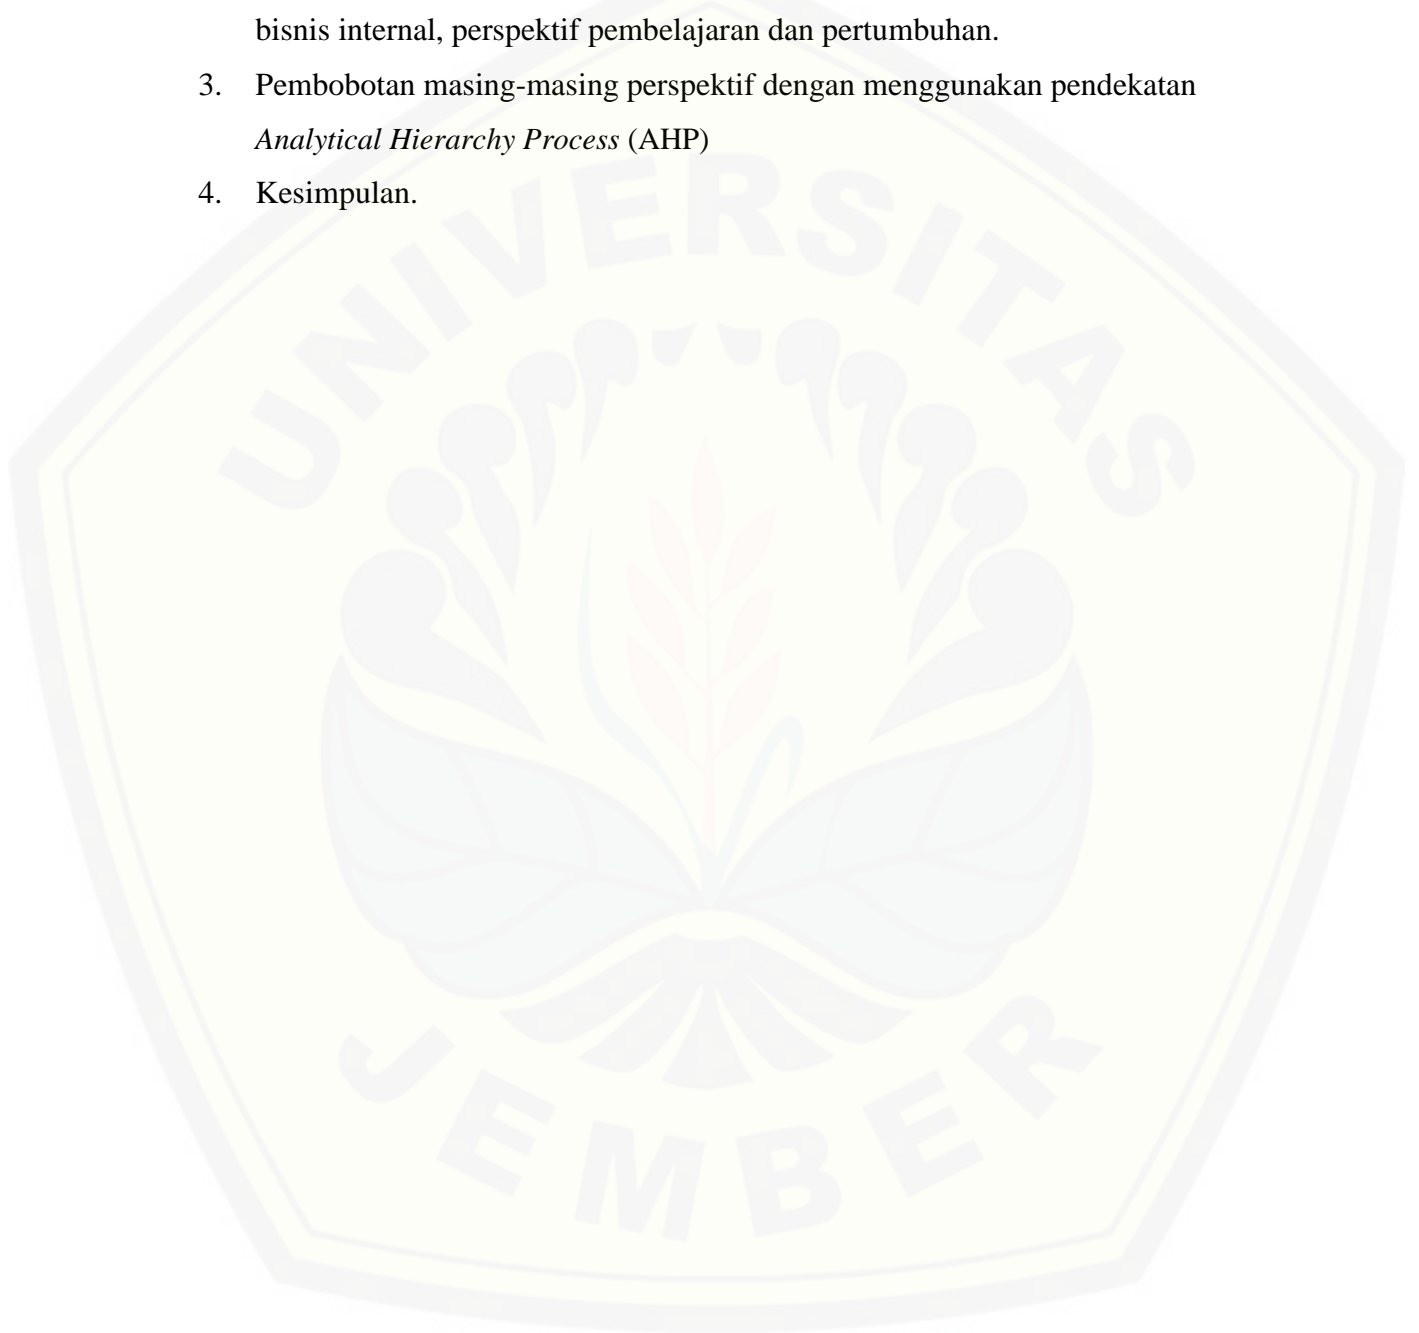 bisnis internal, perspektif pembelajaran dan pertumbuhan.
3. Pembobotan masing-masing perspektif dengan menggunakan pendekatan
Analytical Hierarchy Process (AHP)
4. Kesimpulan.
UNIVERSITAS
JEMBER